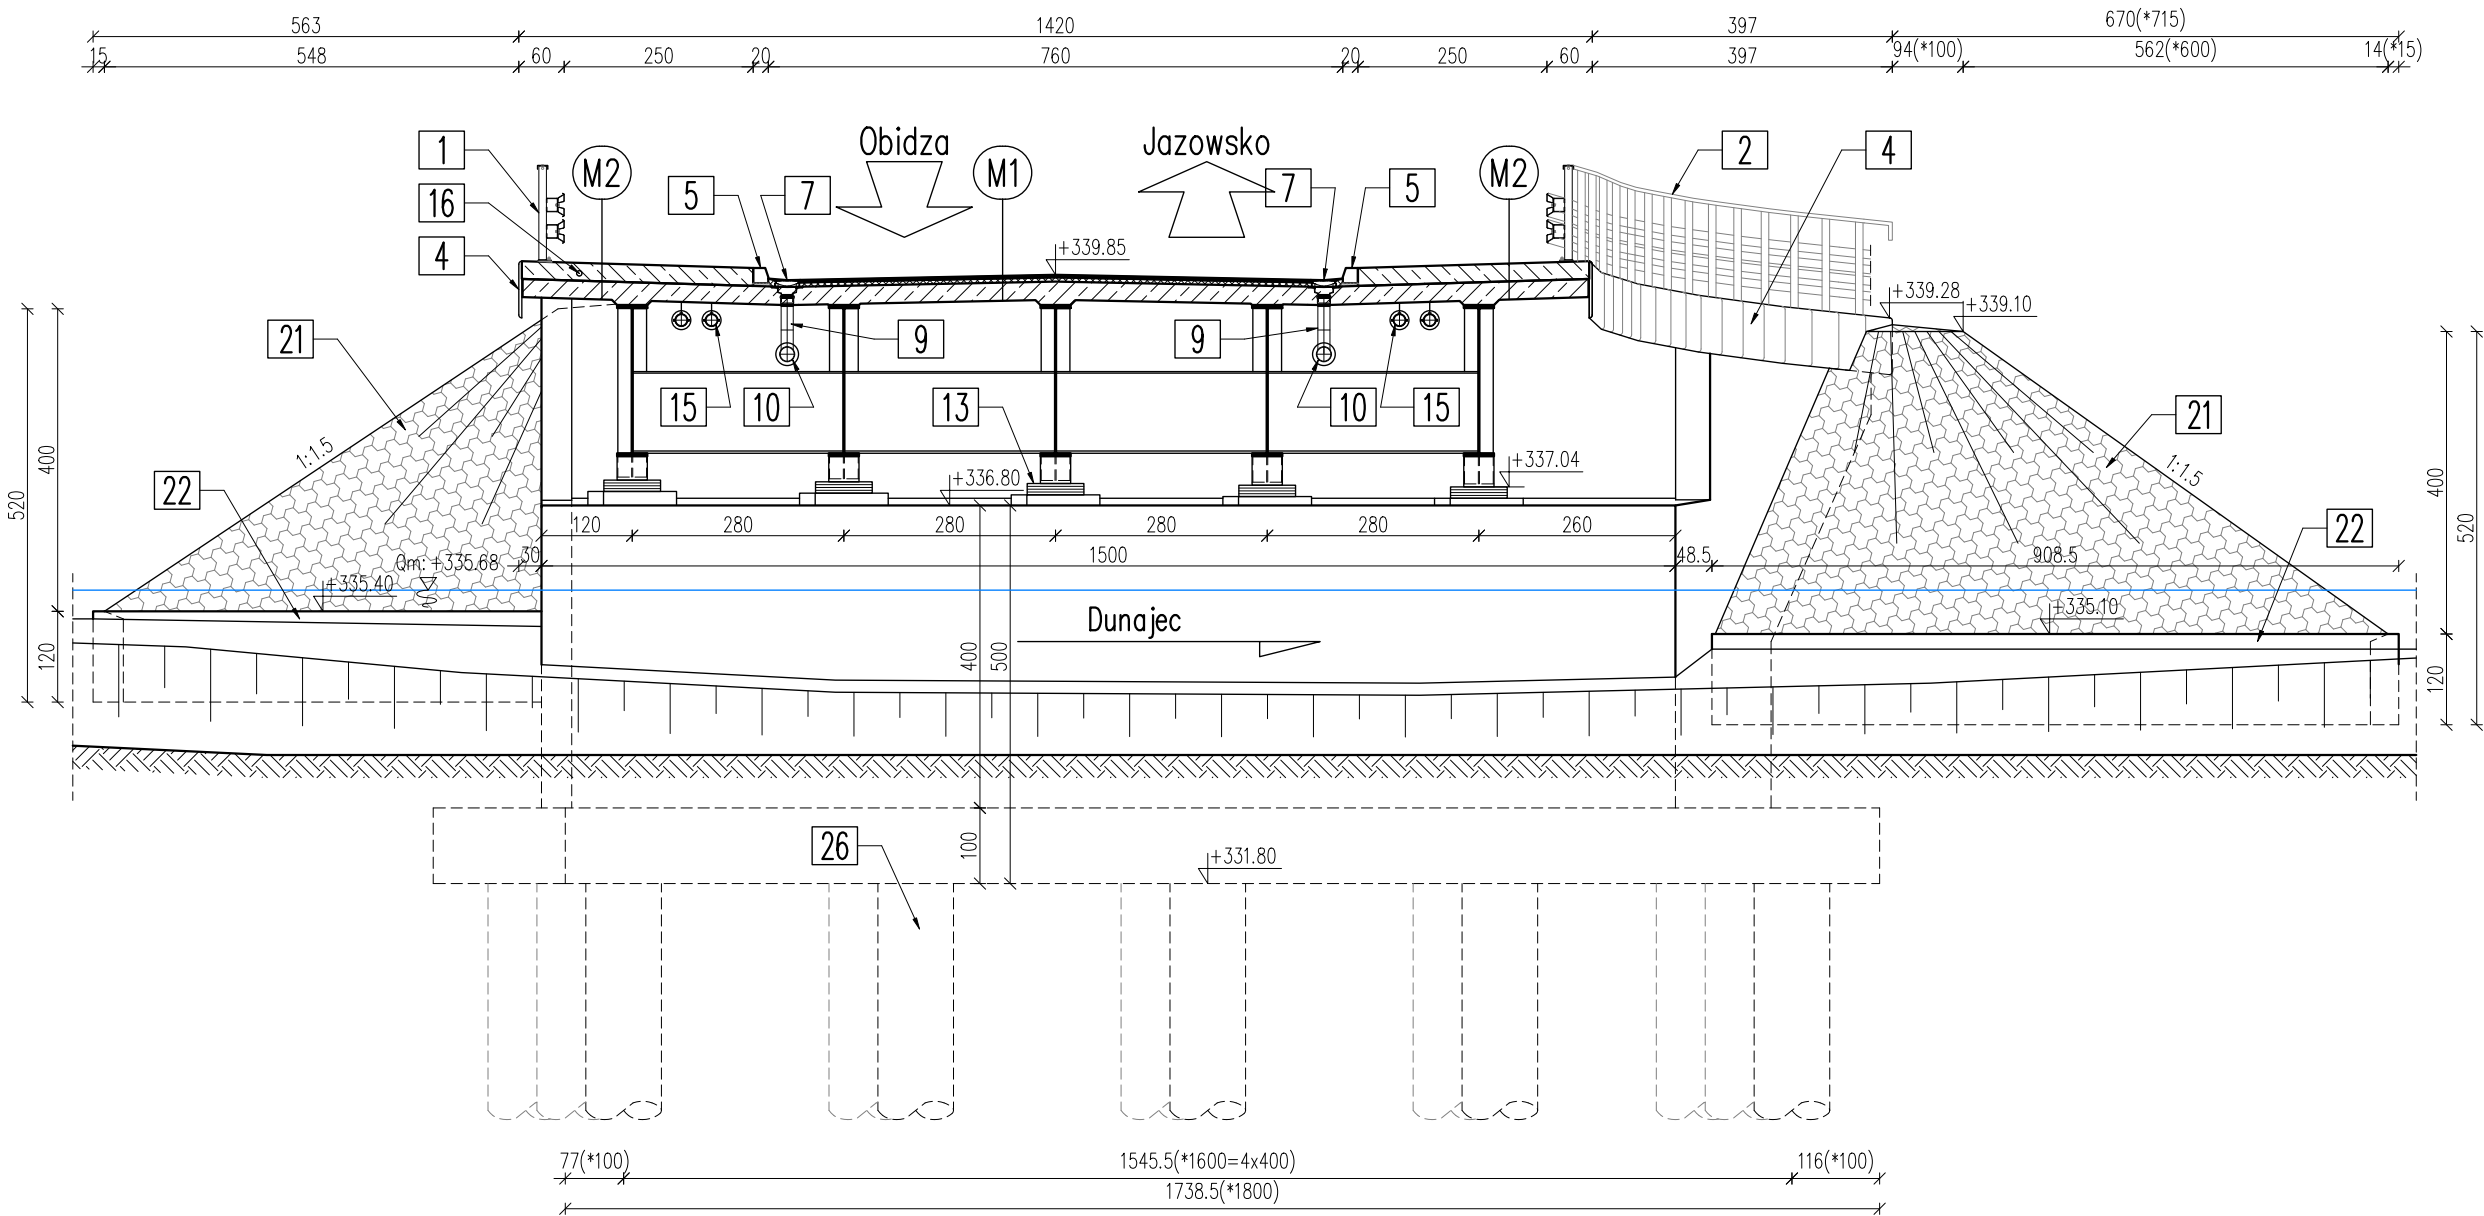 563 1420 397 670(*715)
15 548 60 250 20 760 20 250 60 397 94(*100) 562(*600) 14(*15)
1 M2 Obidza M1 Jazowsko M2 2 4
16 5 7 7 5
4 +339.85
+339.28 +339.10
21 9 9
15 10 13 10 15 21
1:1.5 1:1.5
400 520 400 520
22 +336.80 +337.04 22
120 280 280 280 280 260
30 1500 48.5 908.5
Qm: +335.68
+335.40 +335.10
Dunajec
120 400 500 120
26 100 +331.80
77(*100) 1545.5(*1600=4x400) 116(*100)
1738.5(*1800)